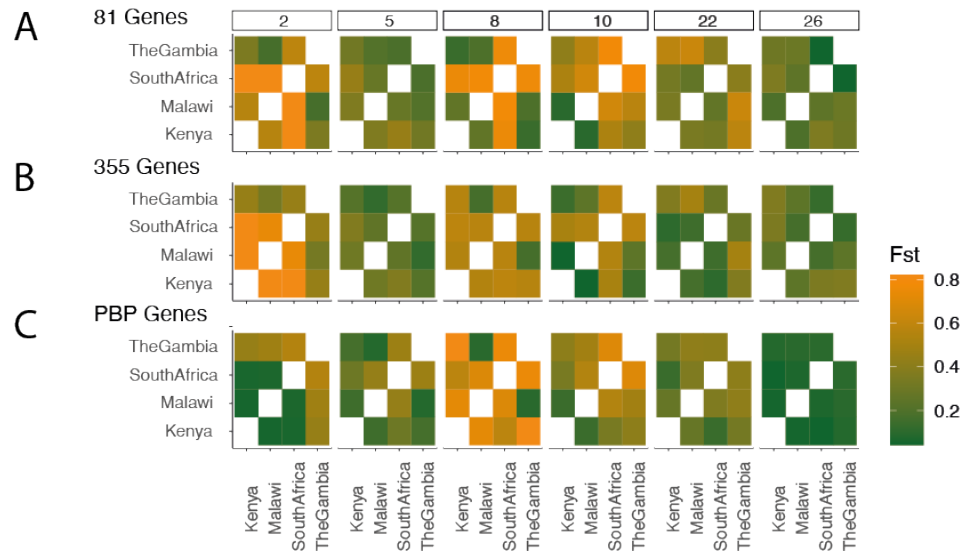 A
81 Genes
2
5
8
10
22
26
TheGambia
SouthAfrica
Malawi
Kenya
B
355 Genes
TheGambia
SouthAfrica
Malawi
Kenya
Fst
0.8
0.6
0.4
0.2
C
PBP Genes
TheGambia
SouthAfrica
Malawi
Kenya
Kenya
Malawi
SouthAfrica
TheGambia
Kenya
Malawi
SouthAfrica
TheGambia
Kenya
Malawi
SouthAfrica
TheGambia
Kenya
Malawi
SouthAfrica
TheGambia
Kenya
Malawi
SouthAfrica
TheGambia
Kenya
Malawi
SouthAfrica
TheGambia